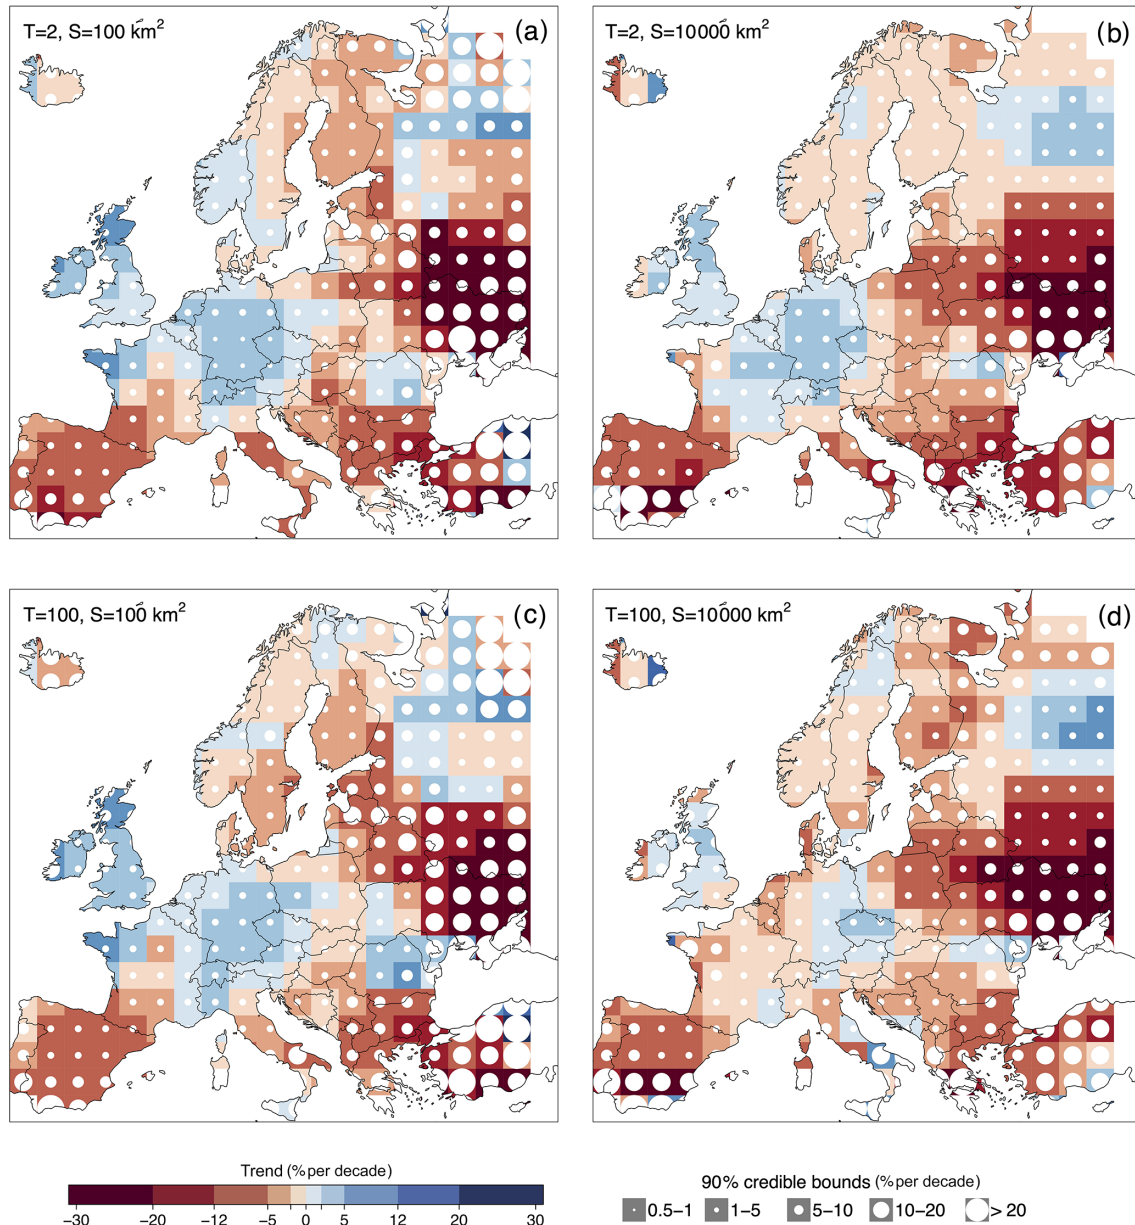 T=2, S=100 km² (a)
T=2, S=10000 km² (b)
T=100, S=100 km² (c)
T=100, S=10000 km² (d)
Trend (% per decade)
−30 −20 −12 −5 0 5 12 20 30
90% credible bounds (%per decade)
0.5−1 1−5 5−10 10−20 > 20